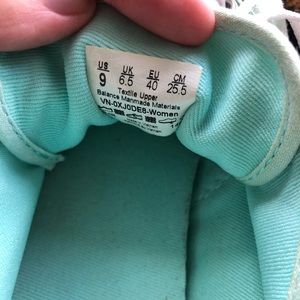 US UK EU CM
9 6.5 40 25.5
Textile Upper
Balance Manmade Materials
VN-0XJ0DE8-Women